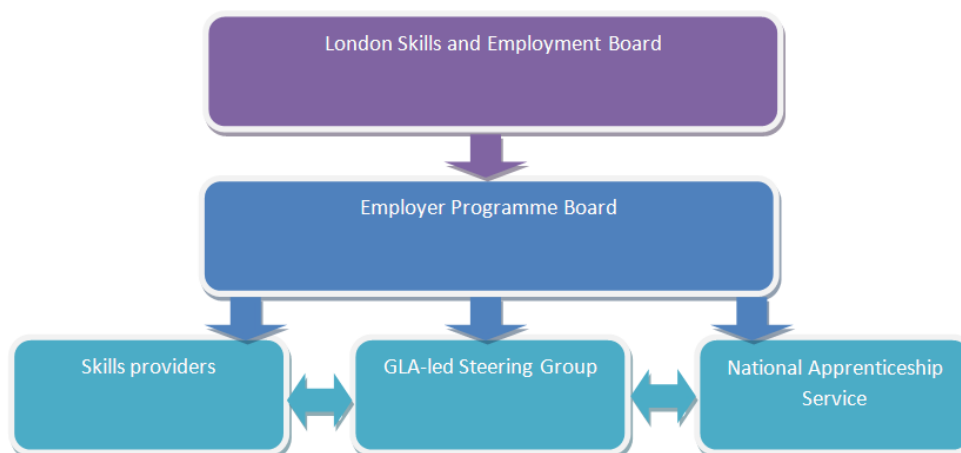 London Skills and Employment Board
Employer Programme Board
Skills providers
GLA-led Steering Group
National Apprenticeship
Service